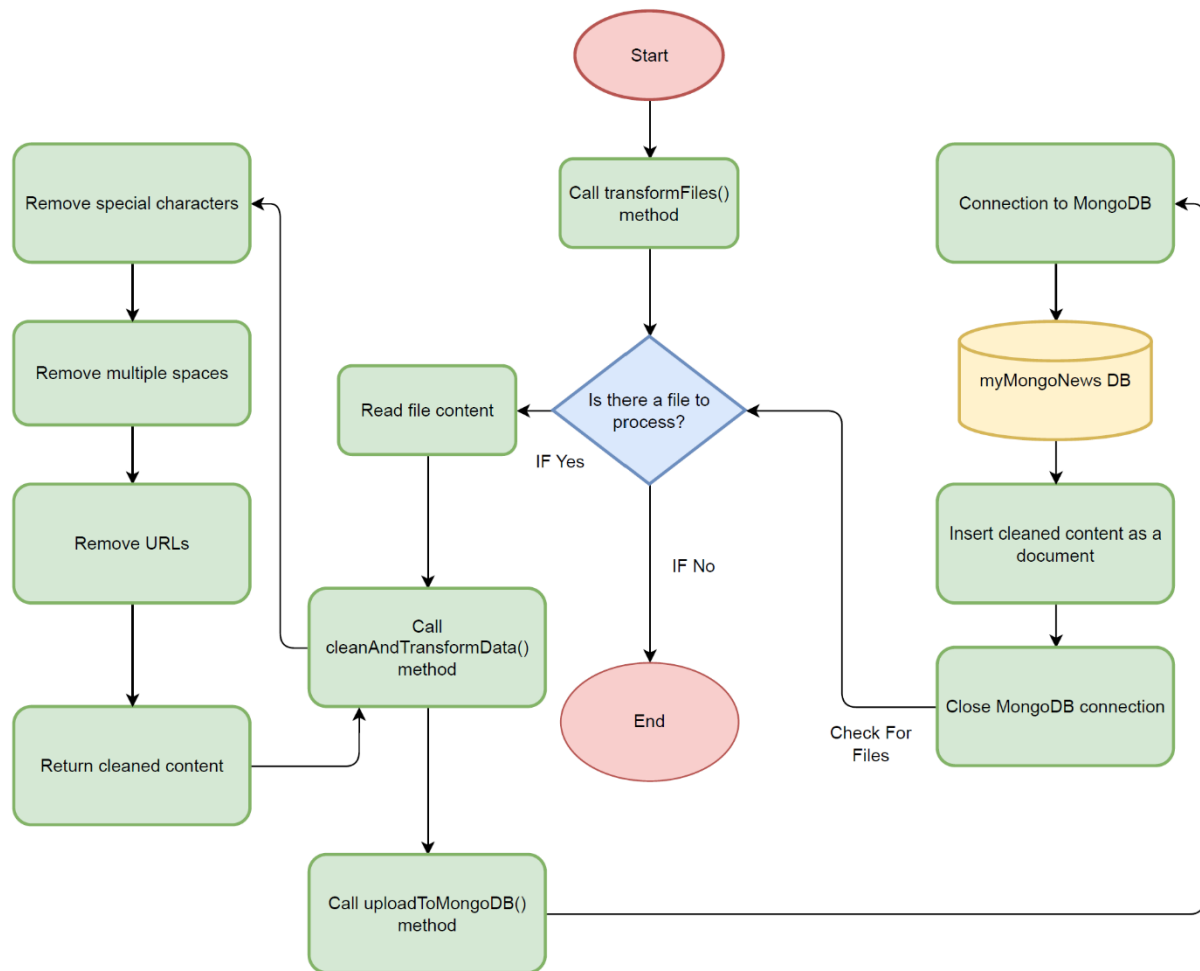 Start
Call transformFiles()
method
Is there a file to
process?
IF Yes
IF No
Read file content
Call
cleanAndTransformData()
method
Remove special characters
Remove multiple spaces
Remove URLs
Return cleaned content
Call uploadToMongoDB()
method
Connection to MongoDB
myMongoNews DB
Insert cleaned content as a
document
Close MongoDB connection
Check For
Files
End